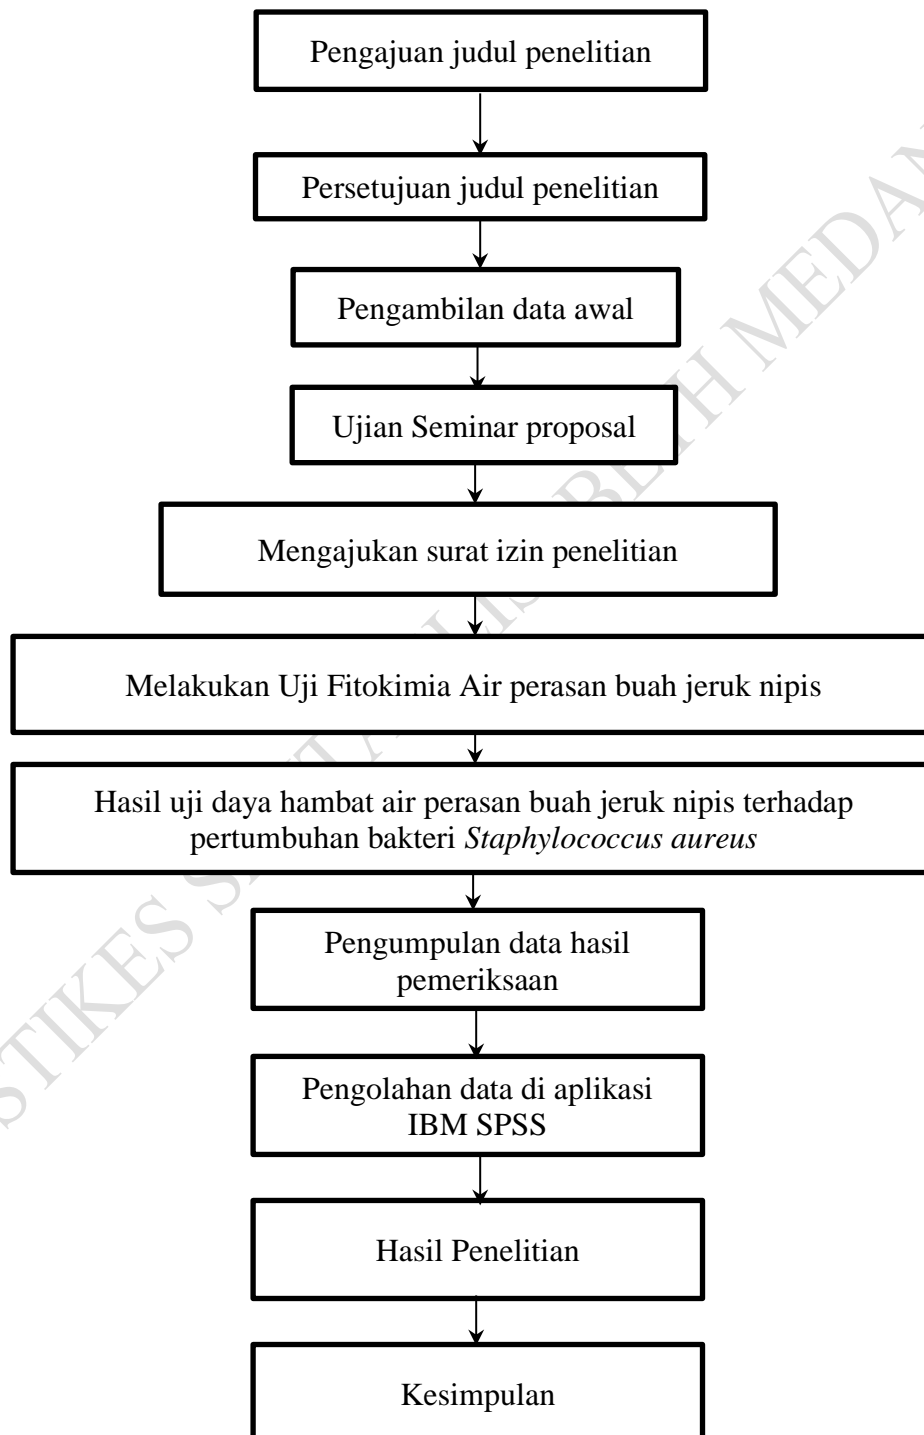 Pengajuan judul penelitian
Persetujuan judul penelitian
Pengambilan data awal
Ujian Seminar proposal
Mengajukan surat izin penelitian
Melakukan Uji Fitokimia Air perasan buah jeruk nipis
Hasil uji daya hambat air perasan buah jeruk nipis terhadap
pertumbuhan bakteri Staphylococcus aureus
Pengumpulan data hasil
pemeriksaan
Pengolahan data di aplikasi
IBM SPSS
Hasil Penelitian
Kesimpulan
STIKES MEDAN